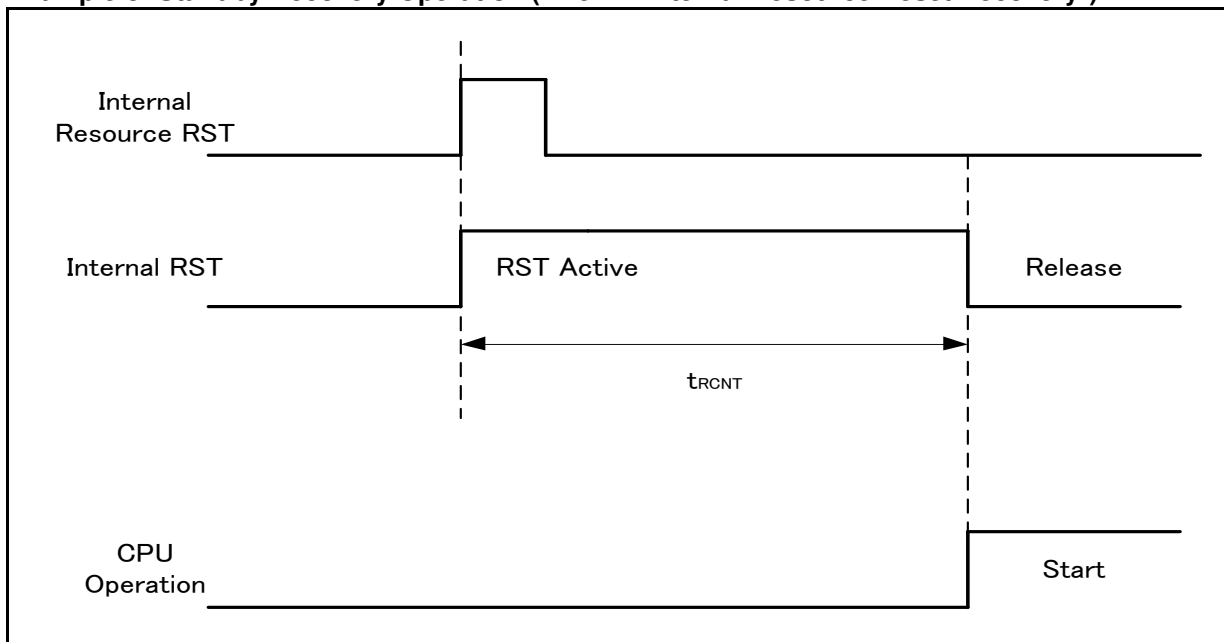 Internal
Resource RST
Internal RST
RST Active
Release
tRCNT
CPU
Operation
Start